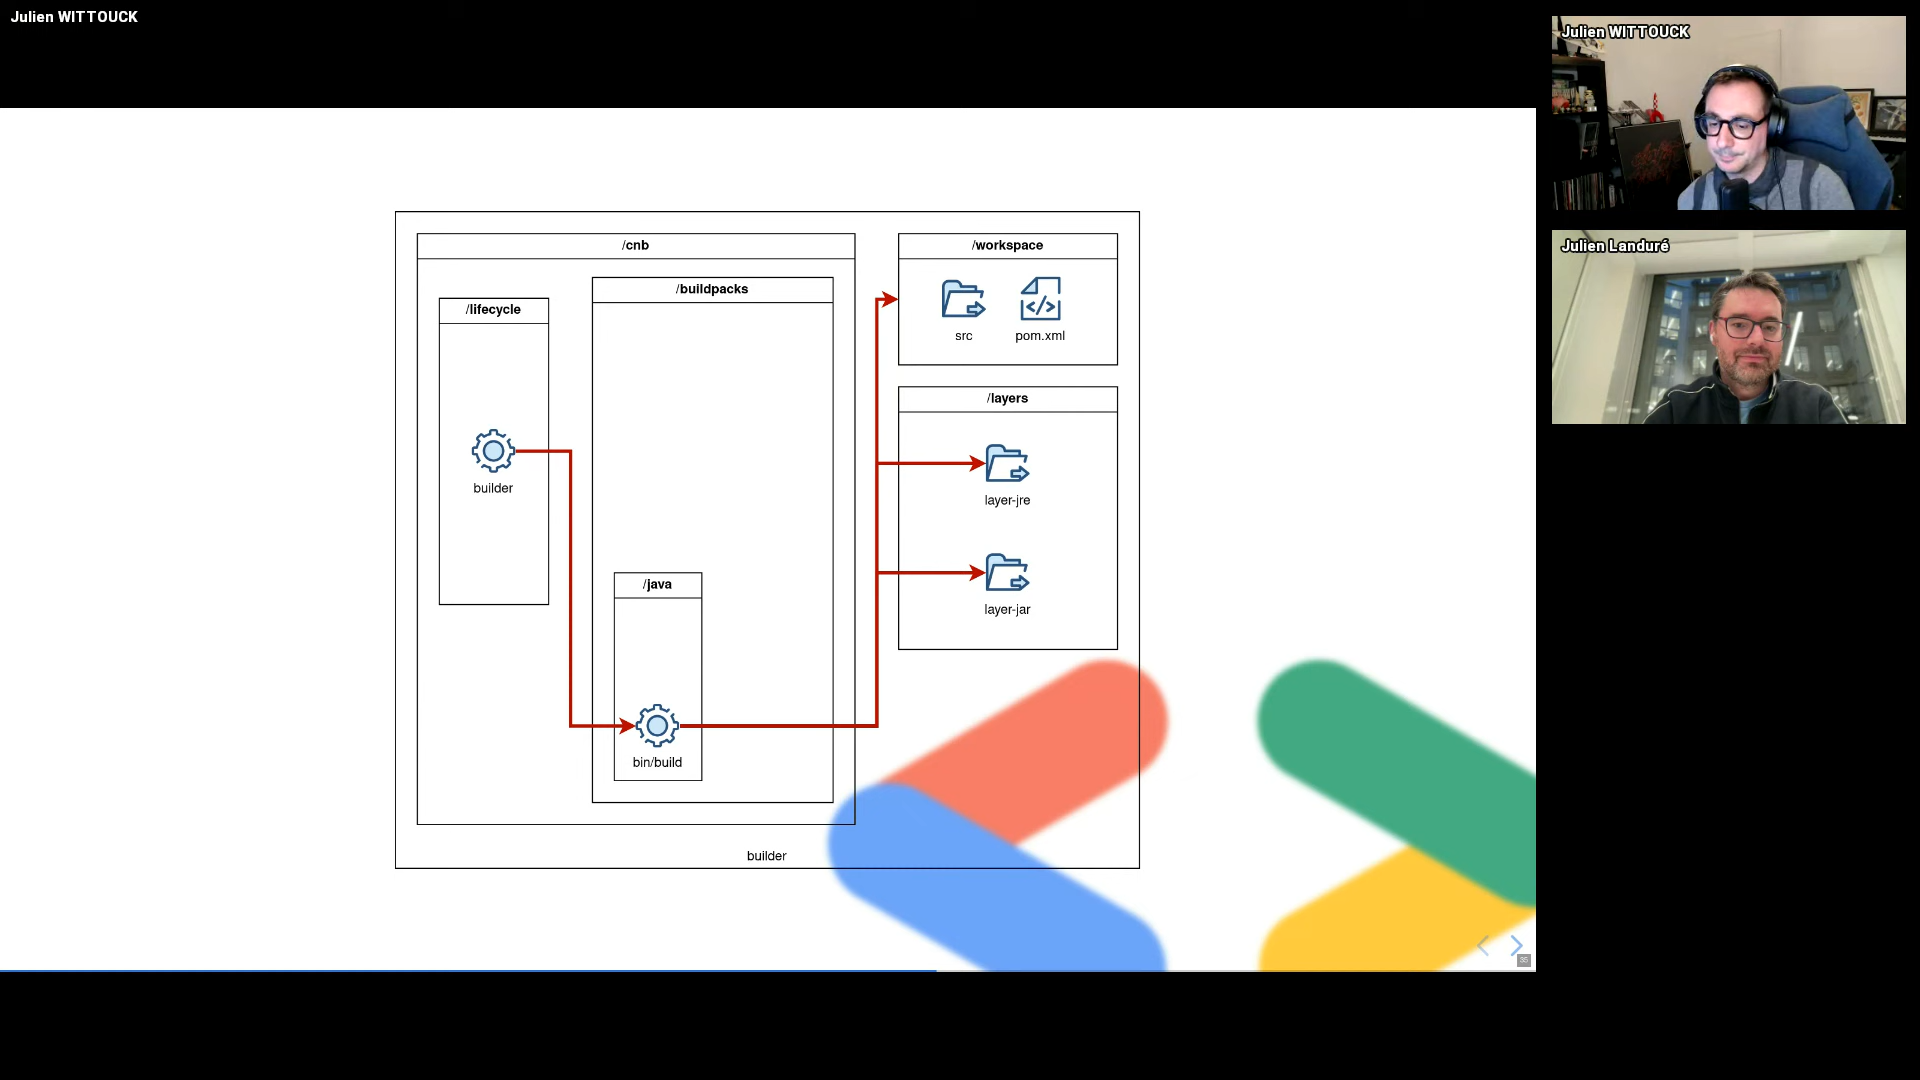 Julien WITTOUCK
/cnb
/lifecycle
builder
/buildpacks
/java
bin/build
/workspace
src
pom.xml
/layers
layer-jre
layer-jar
builder
Julien WITTOUCK
Julien Landuré